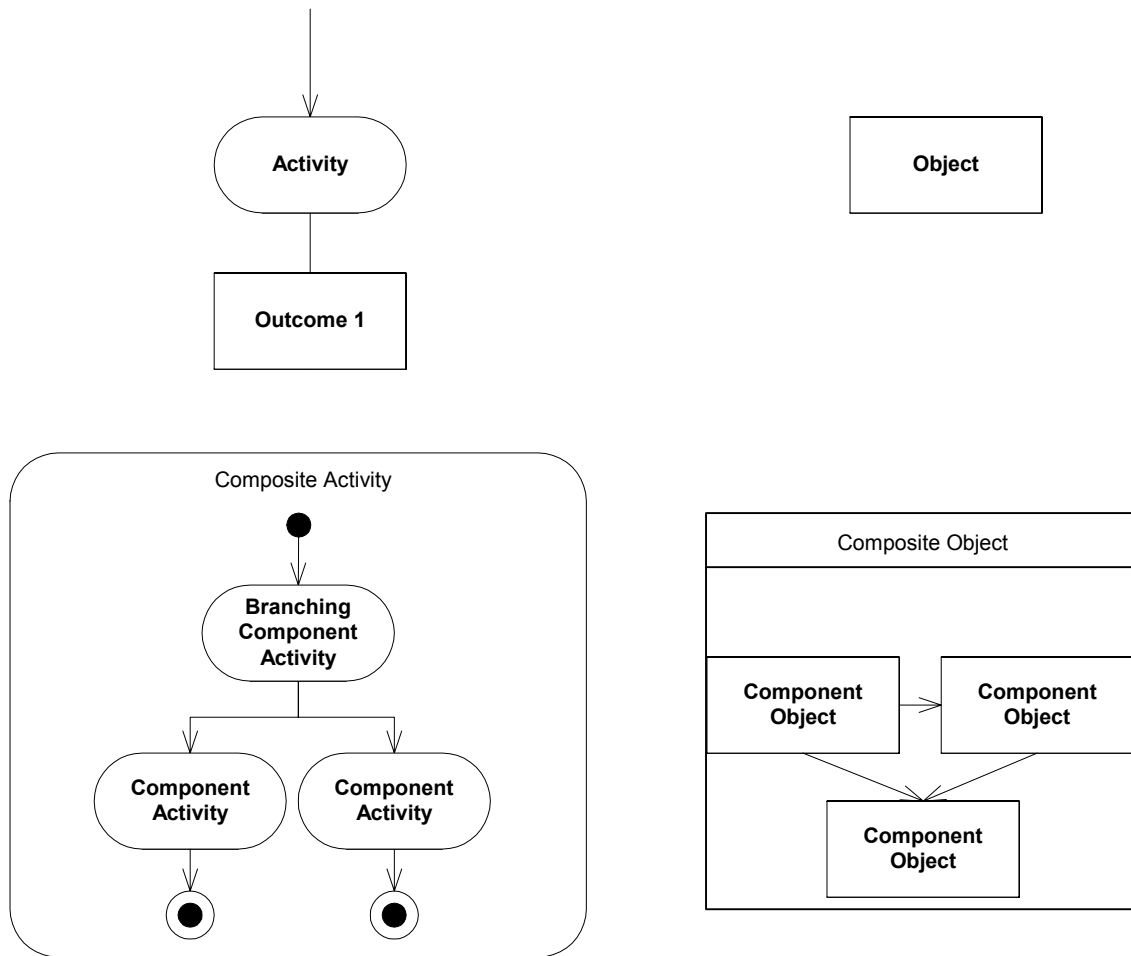 Activity
Object
Outcome 1
Composite Activity
Composite Object
Branching
Component
Activity
Component
Activity
Component
Activity
Component
Object
Component
Object
Component
Object